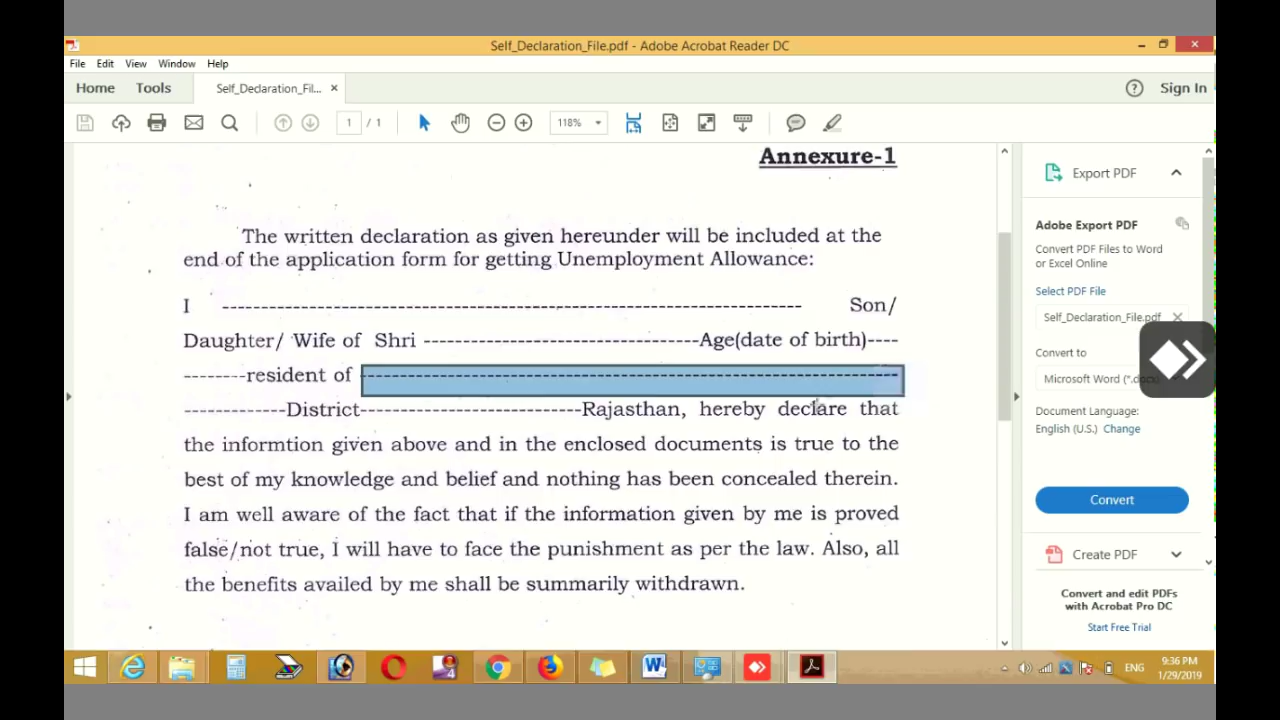 Self_Declaration_File.pdf - Adobe Acrobat Reader DC
File Edit View Window Help
Home Tools Self_Declaration_Fil... × ? Sign In
1 / 1 118%
Annexure-1
The written declaration as given hereunder will be included at the
end of the application form for getting Unemployment Allowance:
I --------------------------------------------------------------------------- Son/
Daughter/ Wife of Shri ------------------------------------Age(date of birth)----
--------resident of ----------------------------------------------------------------------
-------------District-----------------------------Rajasthan, hereby declare that
the informtion given above and in the enclosed documents is true to the
best of my knowledge and belief and nothing has been concealed therein.
I am well aware of the fact that if the information given by me is proved
false/not true, I will have to face the punishment as per the law. Also, all
the benefits availed by me shall be summarily withdrawn.
Export PDF
Adobe Export PDF
Convert PDF Files to Word
or Excel Online
Select PDF File
Self_Declaration_File.pdf ×
Convert to
Microsoft Word (*.docx
Document Language:
English (U.S.) Change
Convert
Create PDF
Convert and edit PDFs
with Acrobat Pro DC
Start Free Trial
4
ENG
9:36 PM
1/29/2019